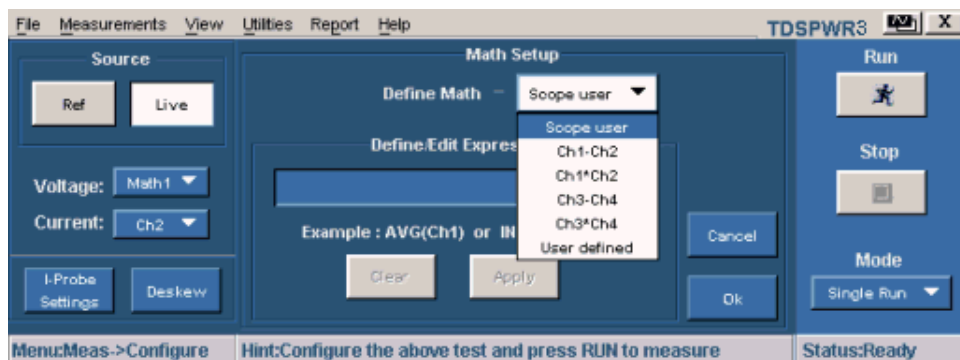 File Measurements View Utilities Report Help
TDSPWR3
X
Source
Ref Live
Voltage: Math1
Current: Ch2
I-Probe Settings
Deskew
Math Setup
Define Math Scope user
Scope user
Ch1-Ch2
Ch1*Ch2
Ch3-Ch4
Ch3*Ch4
User defined
Define/Edit Expres
Example : AVG(Ch1) or IN
Clear Apply
Cancel
Ok
Run
Stop
Mode
Single Run
Menu:Meas->Configure
Hint:Configure the above test and press RUN to measure
Status:Ready